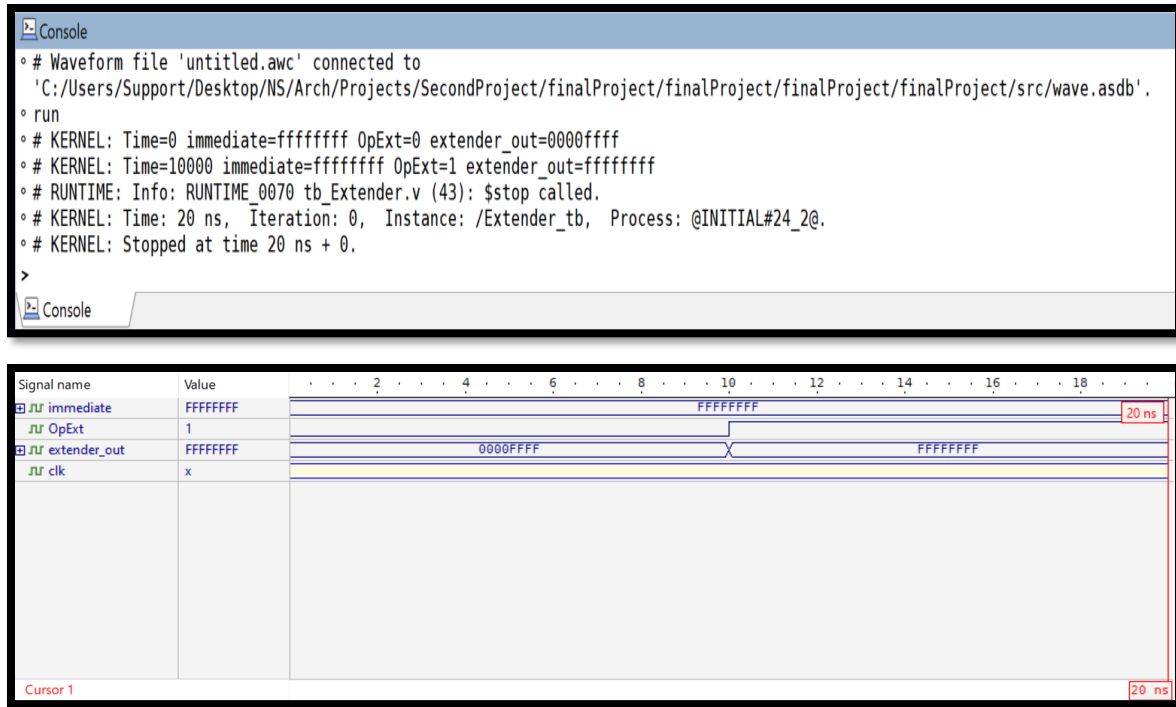 Console
# Waveform file 'untitled.awc' connected to
'C:/Users/Support/Desktop/NS/Arch/Projects/SecondProject/finalProject/finalProject/finalProject/finalProject/src/wave.asdb'.
run
# KERNEL: Time=0 immediate=ffffffff OpExt=0 extender_out=0000ffff
# KERNEL: Time=10000 immediate=ffffffff OpExt=1 extender_out=ffffffff
# RUNTIME: Info: RUNTIME_0070 tb_Extender.v (43): $stop called.
# KERNEL: Time: 20 ns, Iteration: 0, Instance: /Extender_tb, Process: @INITIAL#24_2@.
# KERNEL: Stopped at time 20 ns + 0.
>
Console
Signal name Value 2 4 6 8 10 12 14 16 18
immediate FFFFFFFF FFFFFFFF 20 ns
OpExt 1
extender_out FFFFFFFF 0000FFFF FFFFFFFF
clk x
Cursor 1 20 ns